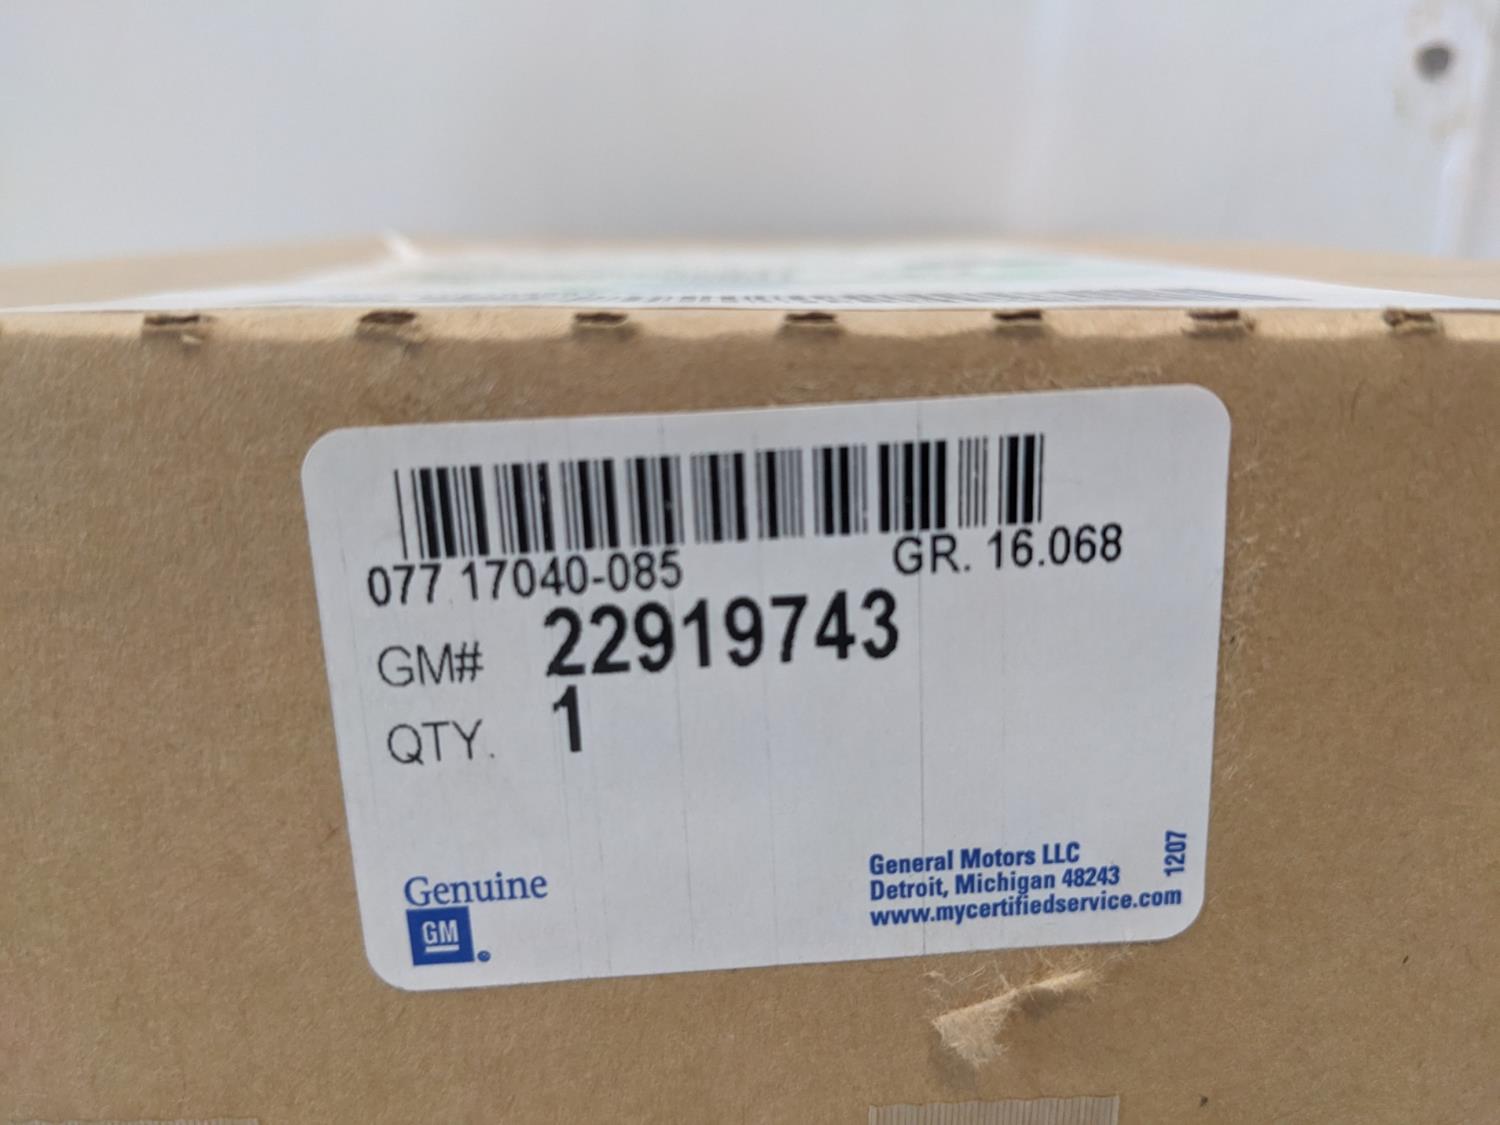 077 17040-085 GR. 16.068
GM# 22919743
QTY. 1
Genuine
GM
General Motors LLC
Detroit, Michigan 48243
www.mycertifiedservice.com
1207